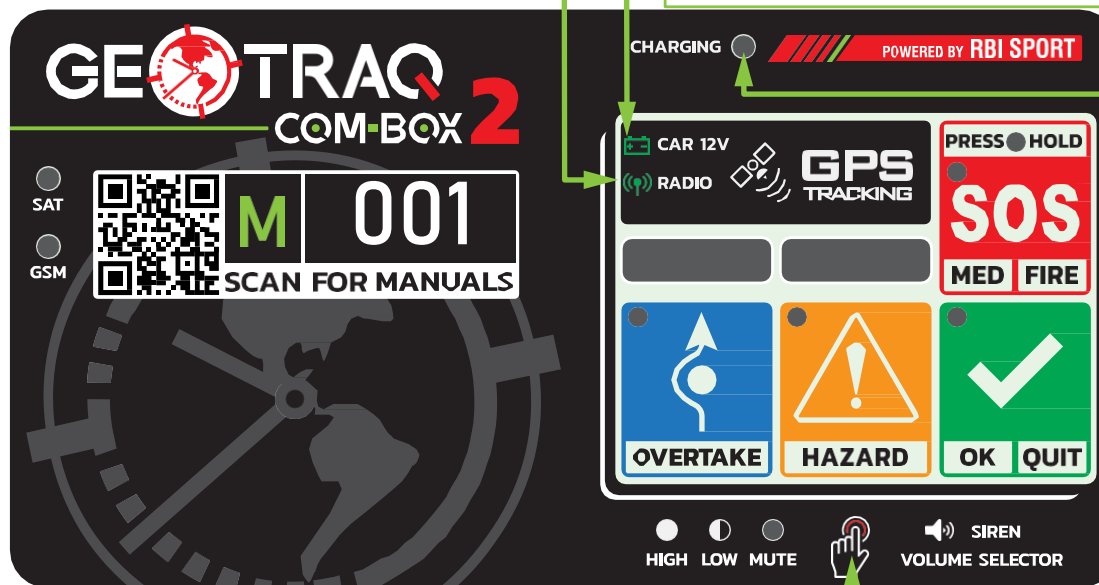 GEOTRAQ
COM-BOX 2
SAT
GSM
M 001
SCAN FOR MANUALS
CHARGING
POWERED BY RBI SPORT
CAR 12V
RADIO
GPS
TRACKING
PRESS HOLD
SOS
MED FIRE
OVERTAKE
HAZARD
OK QUIT
HIGH LOW MUTE
SIREN
VOLUME SELECTOR